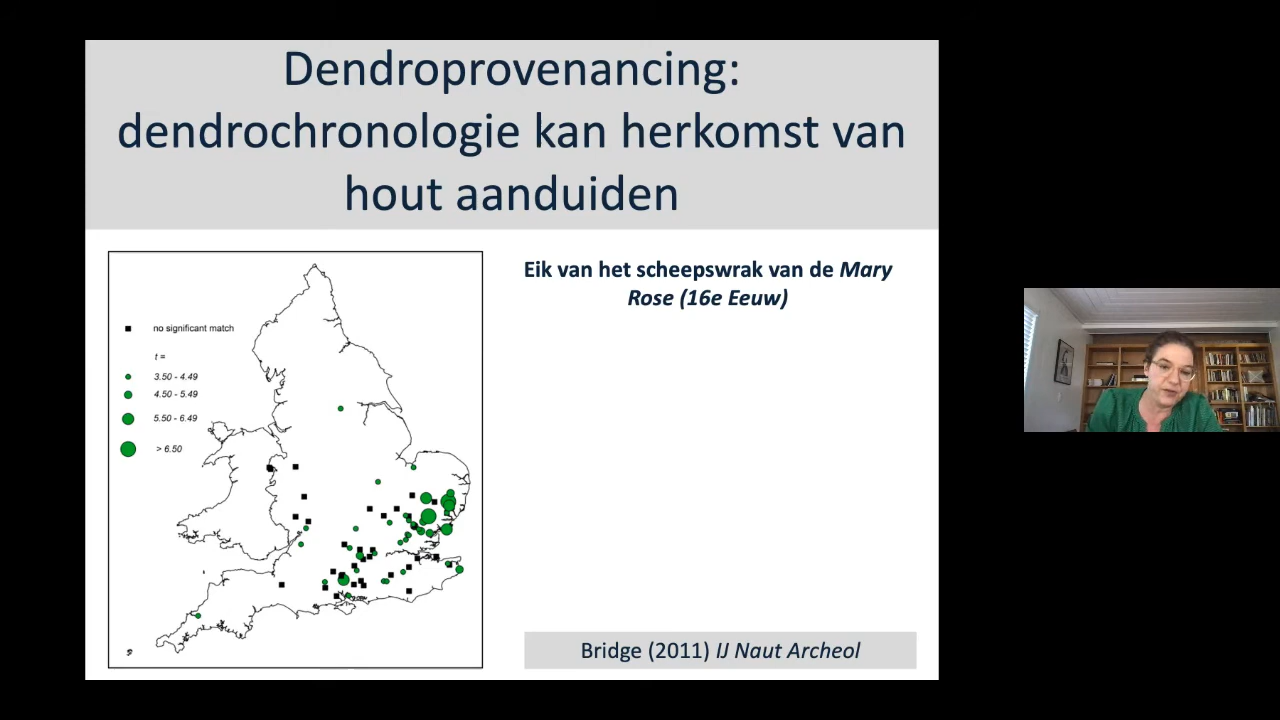 Dendroprovenancing:
dendrochronologie kan herkomst van
hout aanduiden
Eik van het scheepswrak van de Mary
Rose (16e Eeuw)
no significant match
t =
3.50 - 4.49
4.50 - 5.49
5.50 - 6.49
> 6.50
Bridge (2011) IJ Naut Archeol